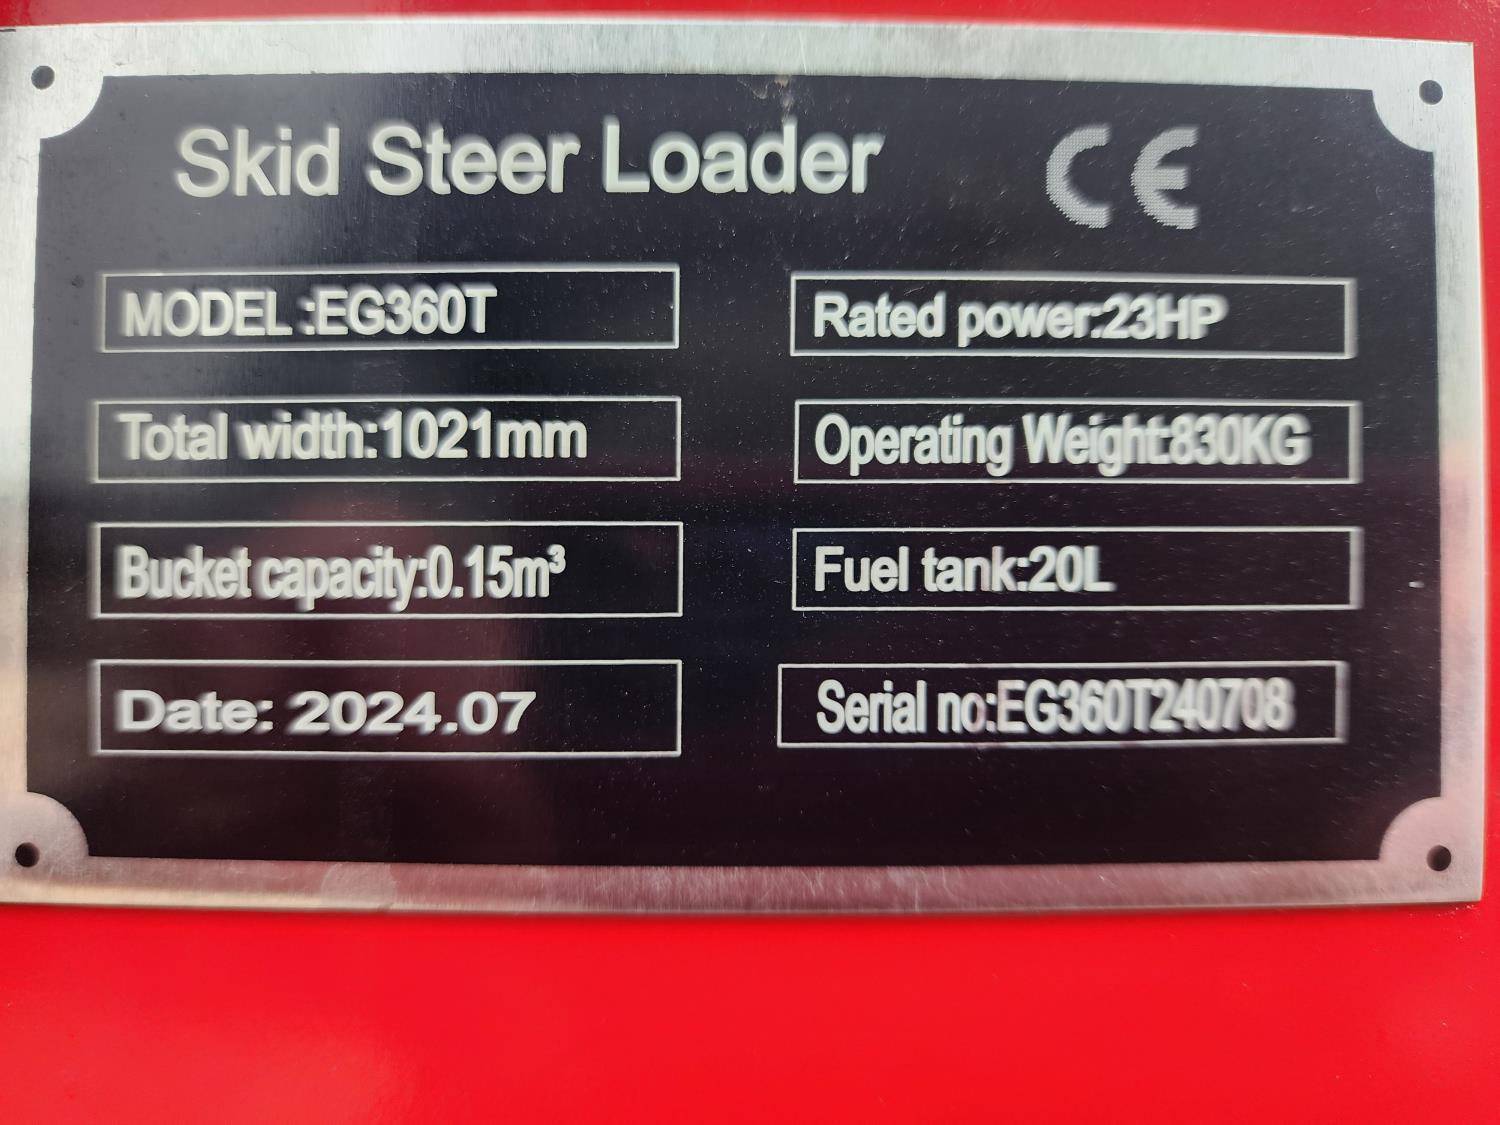 Skid Steer Loader CE
MODEL:EG360T
Rated power:23HP
Total width:1021mm
Operating Weight:830KG
Bucket capacity:0.15m³
Fuel tank:20L
Date: 2024.07
Serial no:EG360T240708